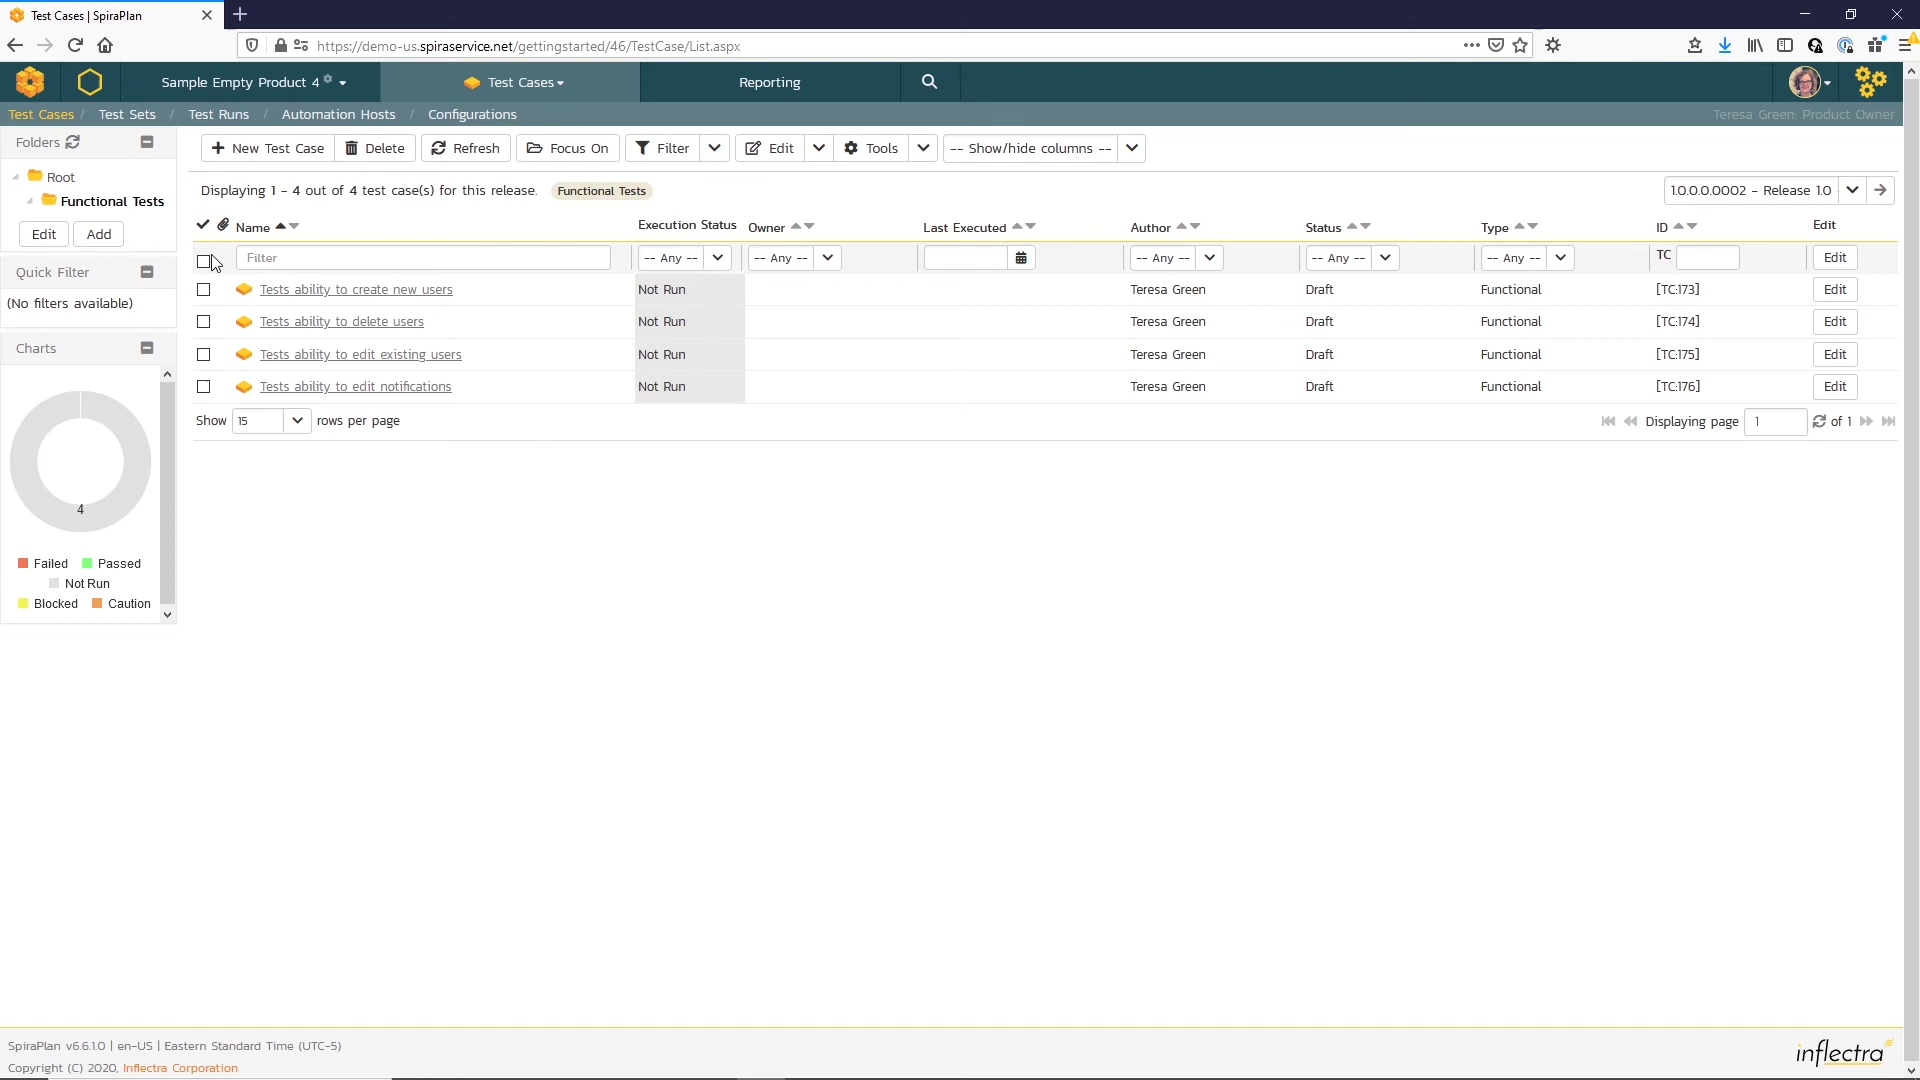 Test Cases | SpiraPlan
https://demo-us.spiraservice.net/gettingstarted/46/TestCase/List.aspx
Sample Empty Product 4 Test Cases Reporting
Test Cases / Test Sets / Test Runs / Automation Hosts / Configurations Teresa Green: Product Owner
Folders New Test Case Delete Refresh Focus On Filter Edit Tools -- Show/hide columns --
Root
Functional Tests
Edit Add
Quick Filter
(No filters available)
Charts
4
Failed Passed
Not Run
Blocked Caution
Displaying 1 - 4 out of 4 test case(s) for this release. Functional Tests 1.0.0.0.0002 - Release 1.0
Name Execution Status Owner Last Executed Author Status Type ID Edit
Filter -- Any -- -- Any -- -- Any -- -- Any -- -- Any -- TC Edit
Tests ability to create new users Not Run Teresa Green Draft Functional [TC:173] Edit
Tests ability to delete users Not Run Teresa Green Draft Functional [TC:174] Edit
Tests ability to edit existing users Not Run Teresa Green Draft Functional [TC:175] Edit
Tests ability to edit notifications Not Run Teresa Green Draft Functional [TC:176] Edit
Show 15 rows per page Displaying page 1 of 1
SpiraPlan v6.6.1.0 | en-US | Eastern Standard Time (UTC-5)
Copyright (C) 2020, Inflectra Corporation
inflectra